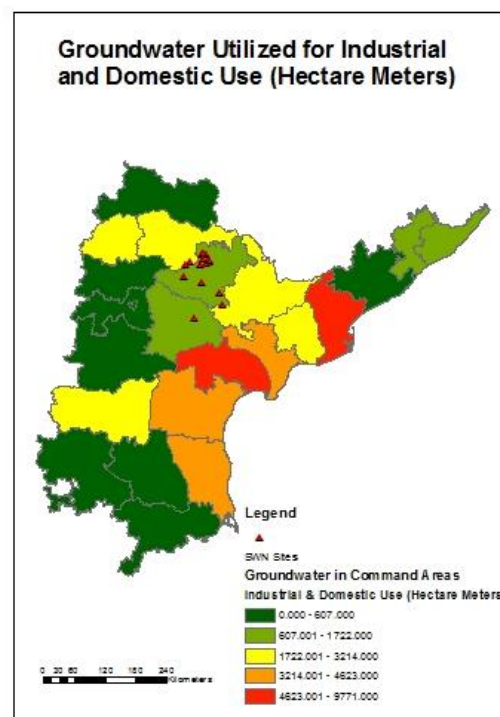 Groundwater Utilized for Industrial
and Domestic Use (Hectare Meters)
Legend
SWN Sites
Groundwater in Command Areas
Industrial & Domestic Use (Hectare Meters
0.000 - 607.000
607.001 - 1722.000
1722.001 - 3214.000
3214.001 - 4623.000
4623.001 - 9771.000
0 30 60 120 180 240
Kilometers